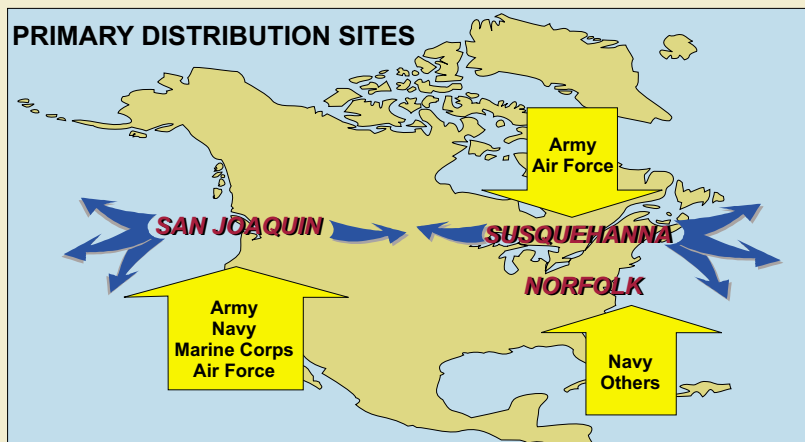 PRIMARY DISTRIBUTION SITES
Army
Air Force
SAN JOAQUIN
SUSQUEHANNA
NORFOLK
Army
Navy
Marine Corps
Air Force
Navy
Others